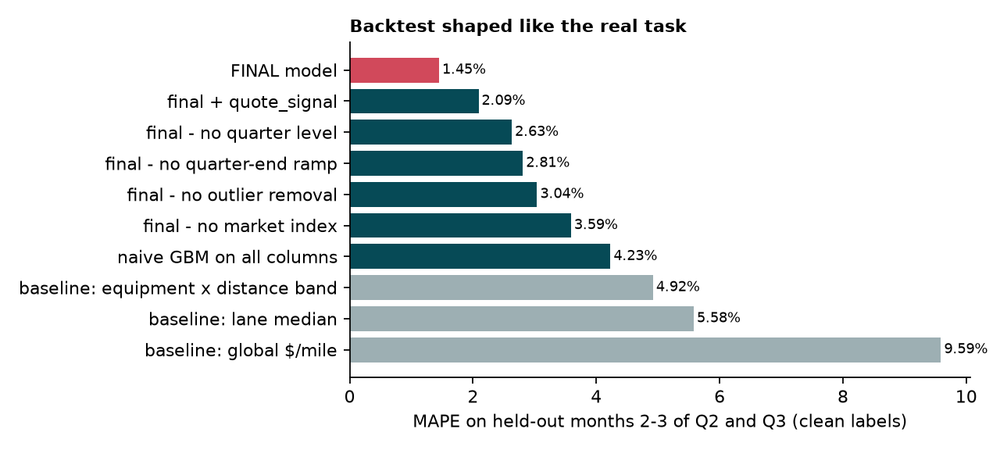 Backtest shaped like the real task
FINAL model 1.45%
final + quote_signal 2.09%
final - no quarter level 2.63%
final - no quarter-end ramp 2.81%
final - no outlier removal 3.04%
final - no market index 3.59%
naive GBM on all columns 4.23%
baseline: equipment x distance band 4.92%
baseline: lane median 5.58%
baseline: global $/mile 9.59%
0 2 4 6 8 10
MAPE on held-out months 2-3 of Q2 and Q3 (clean labels)